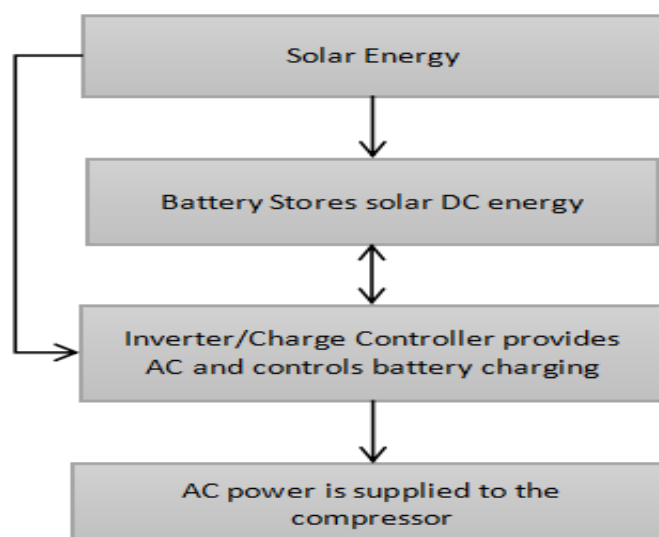 Solar Energy
Battery Stores solar DC energy
Inverter/Charge Controller provides
AC and controls battery charging
AC power is supplied to the
compressor